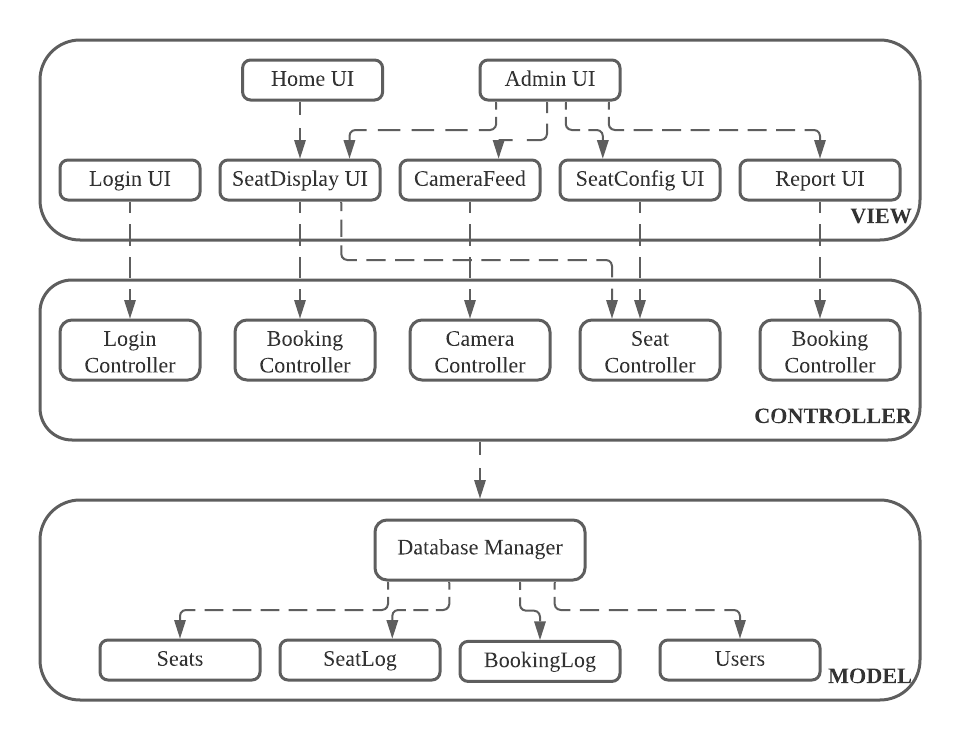 Home UI
Admin UI
Login UI
SeatDisplay UI
CameraFeed
SeatConfig UI
Report UI
VIEW
Login
Controller
Booking
Controller
Camera
Controller
Seat
Controller
Booking
Controller
CONTROLLER
Database Manager
Seats
SeatLog
BookingLog
Users
MODEL